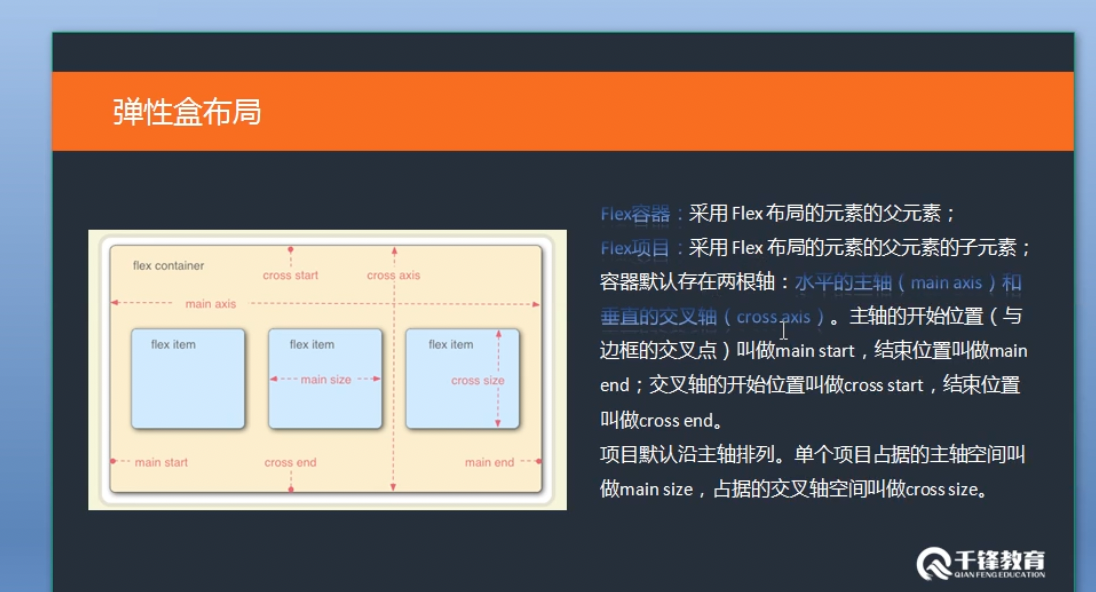 弹性盒布局
flex container
cross start
cross axis
main axis
flex item
flex item
flex item
main size
cross size
main start
cross end
main end
Flex容器：采用 Flex 布局的元素的父元素；
Flex项目：采用 Flex 布局的元素的父元素的子元素；
容器默认存在两根轴：水平的主轴（main axis）和
垂直的交叉轴（cross axis）。主轴的开始位置（与
边框的交叉点）叫做main start，结束位置叫做main
end；交叉轴的开始位置叫做cross start，结束位置
叫做cross end。
项目默认沿主轴排列。单个项目占据的主轴空间叫
做main size，占据的交叉轴空间叫做cross size。
千锋教育
QIANFENG EDUCATION